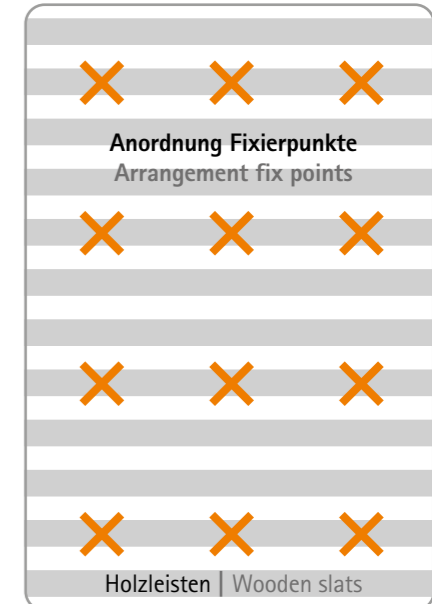 Anordnung Fixierpunkte
Arrangement fix points
Holzleisten | Wooden slats